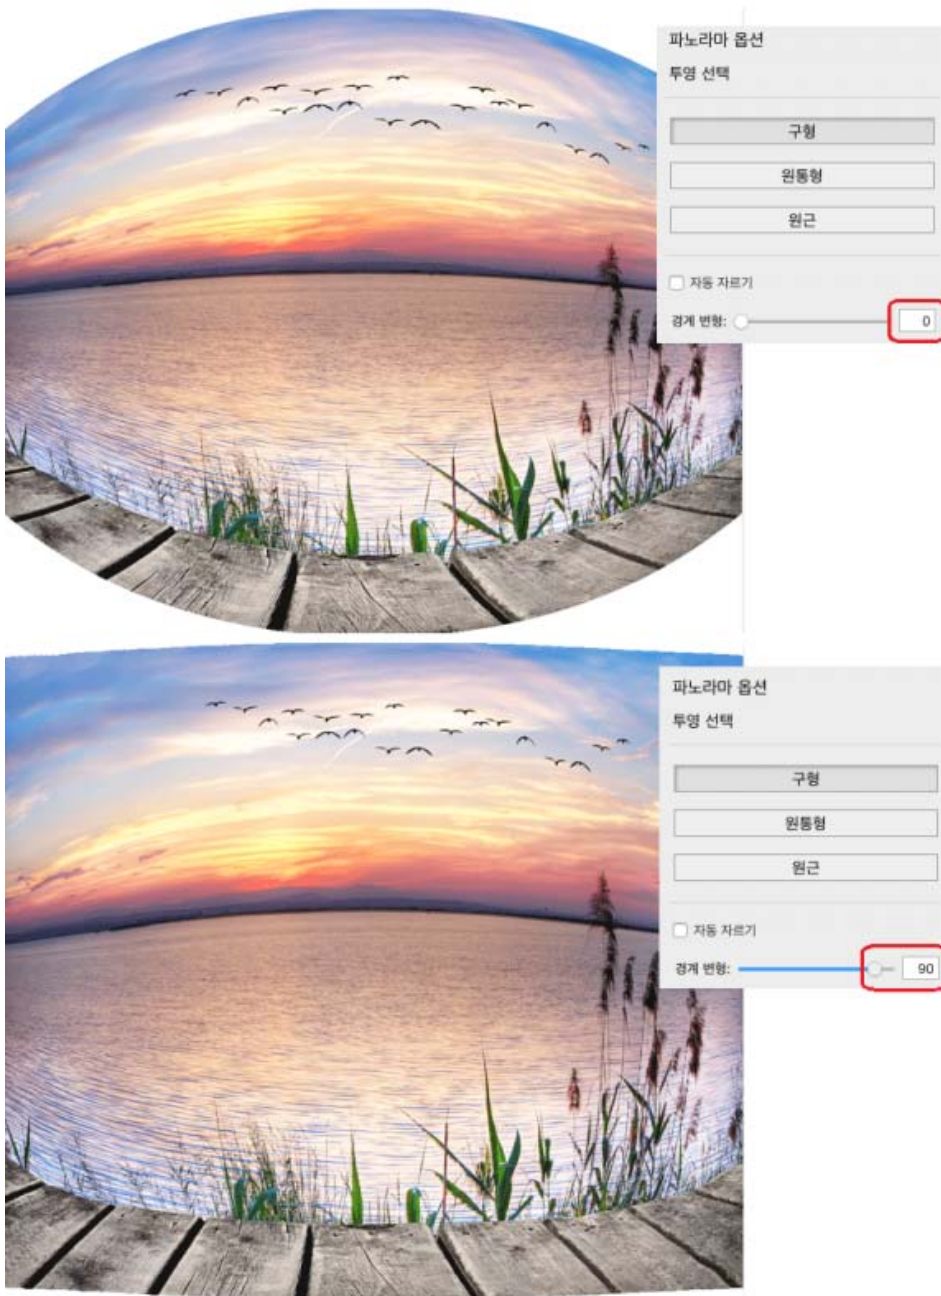 파노라마 옵션
투영 선택
구형
원통형
원근
자동 자르기
경계 변형: 0
파노라마 옵션
투영 선택
구형
원통형
원근
자동 자르기
경계 변형: 90